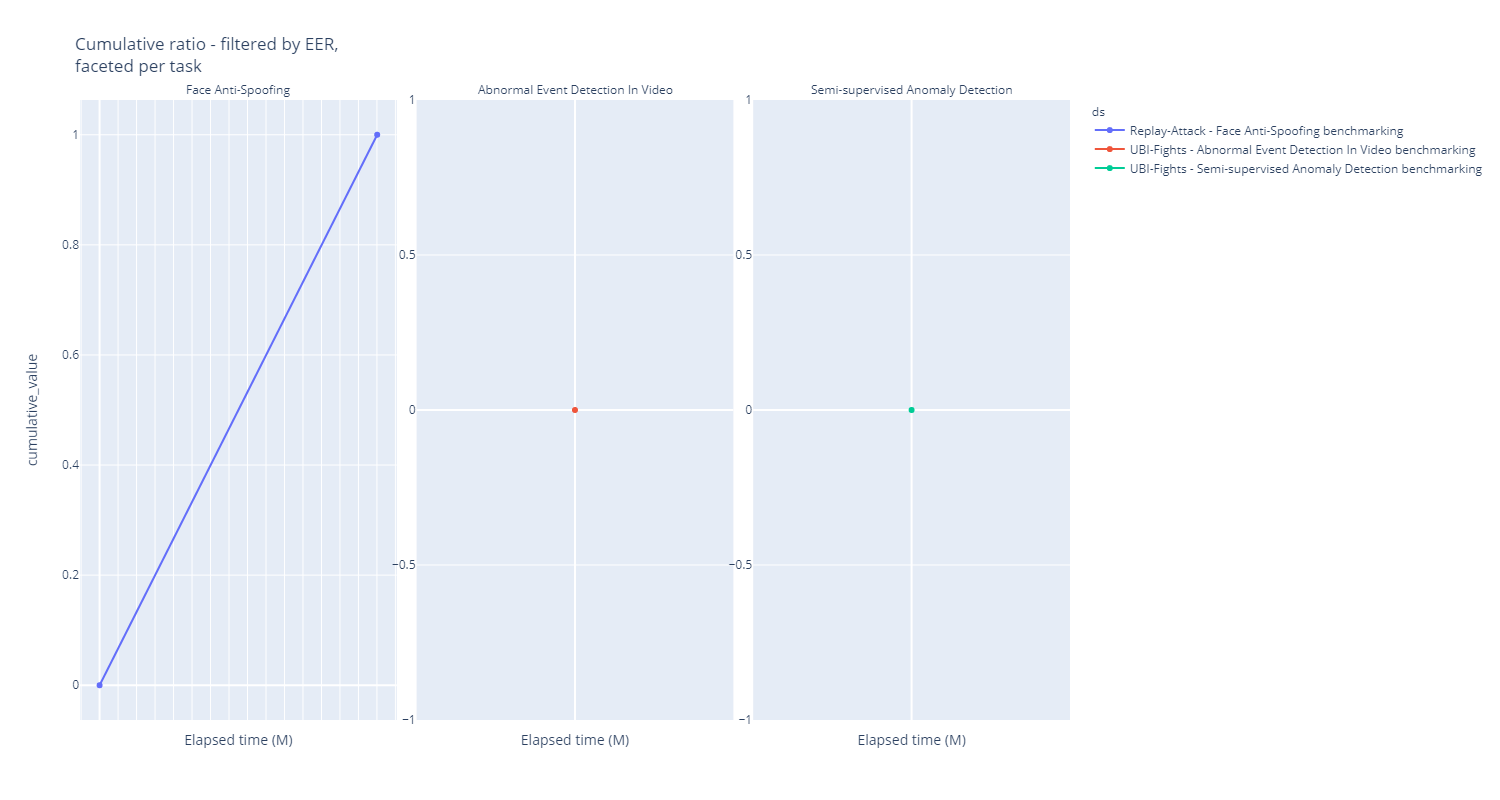 Cumulative ratio - filtered by EER,
faceted per task
Face Anti-Spoofing
Abnormal Event Detection In Video
Semi-supervised Anomaly Detection
cumulative_value
1
0.8
0.6
0.4
0.2
0
1
0.5
0
−0.5
−1
1
0.5
0
−0.5
−1
Elapsed time (M)
Elapsed time (M)
Elapsed time (M)
ds
Replay-Attack - Face Anti-Spoofing benchmarking
UBI-Fights - Abnormal Event Detection In Video benchmarking
UBI-Fights - Semi-supervised Anomaly Detection benchmarking